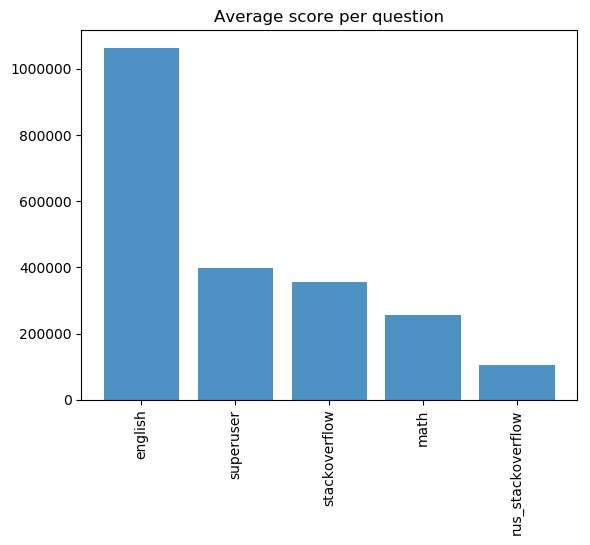 Average score per question
1000000
800000
600000
400000
200000
0
english
superuser
stackoverflow
math
rus_stackoverflow